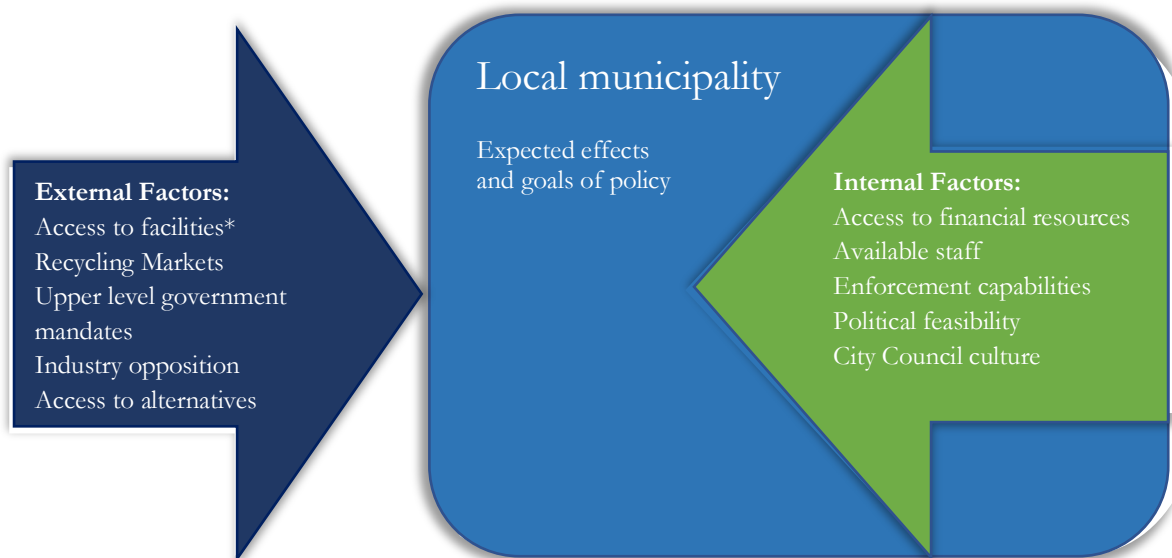 Local municipality
Expected effects
and goals of policy
External Factors:
Access to facilities*
Recycling Markets
Upper level government
mandates
Industry opposition
Access to alternatives
Internal Factors:
Access to financial resources
Available staff
Enforcement capabilities
Political feasibility
City Council culture